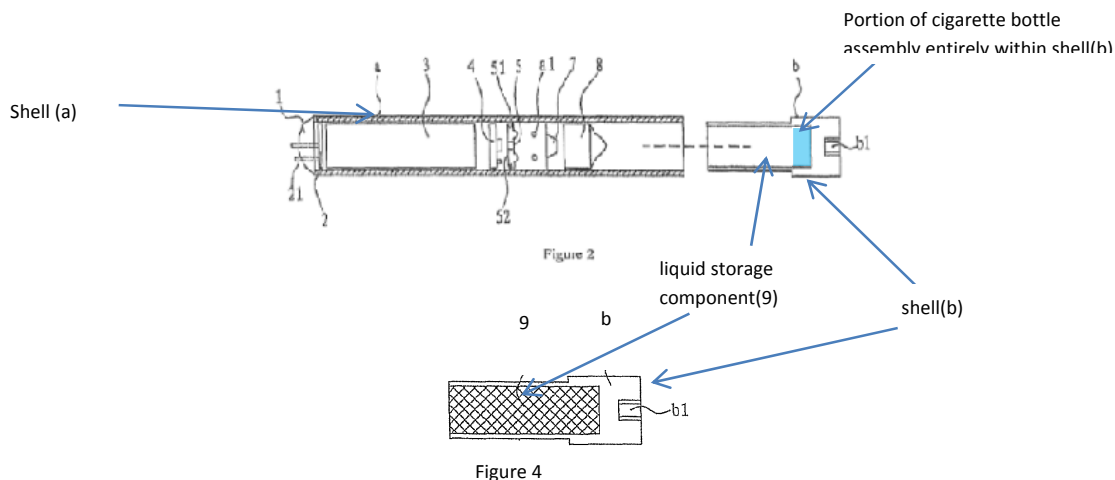 Portion of cigarette bottle
assembly entirely within shell(b)
a 3 4 51 5 81 7 8 b
Shell (a)
1
b1
21
2
52
Figure 2
liquid storage
component(9)
shell(b)
9 b
b1
Figure 4